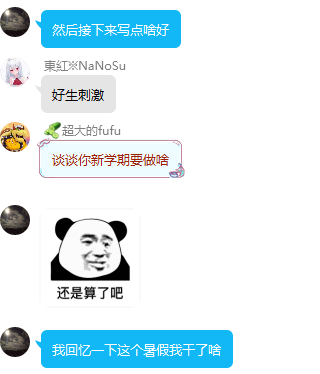 然后接下来写点啥好
東紅※NaNoSu
好生刺激
超大的fufu
谈谈你新学期要做啥
还是算了吧
我回忆一下这个暑假我干了啥